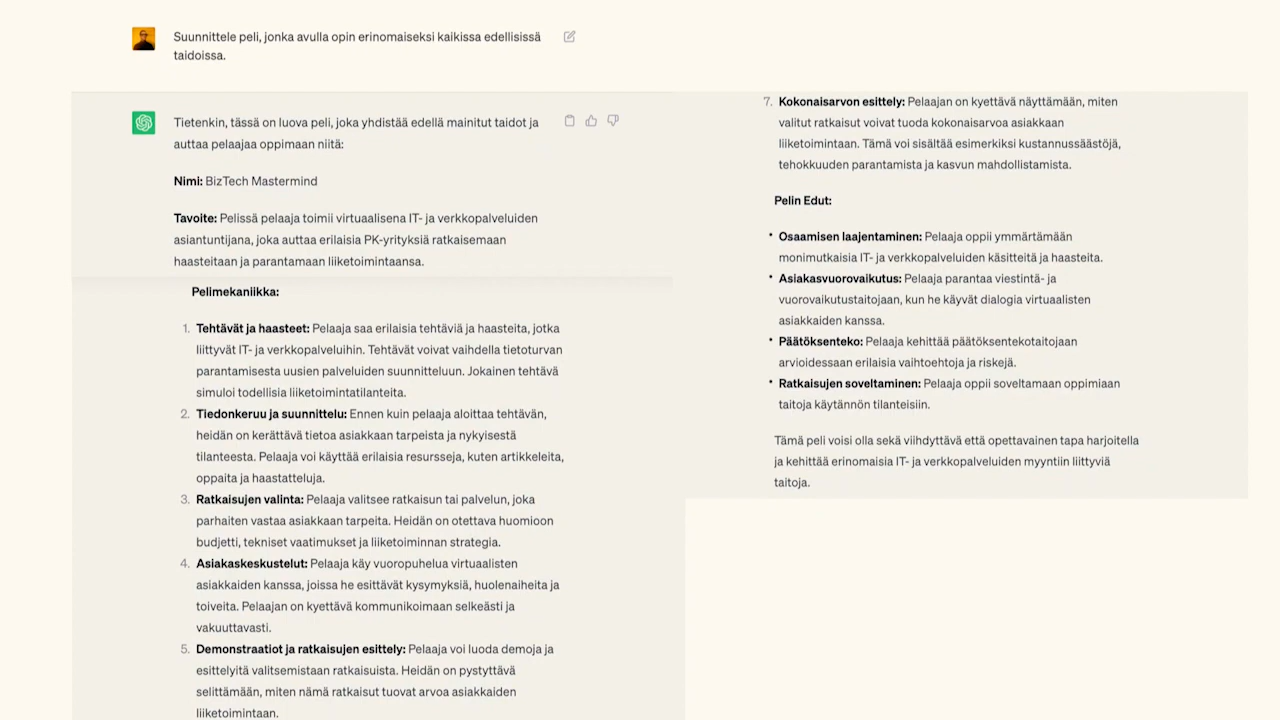 Suunnittele peli, jonka avulla opin erinomaiseksi kaikissa edellisissä
taidoissa.
Tietenkin, tässä on luova peli, joka yhdistää edellä mainitut taidot ja
auttaa pelaajaa oppimaan niitä:
Nimi: BizTech Mastermind
Tavoite: Pelissä pelaaja toimii virtuaalisena IT- ja verkkopalveluiden
asiantuntijana, joka auttaa erilaisia PK-yrityksiä ratkaisemaan
haasteitaan ja parantamaan liiketoimintaansa.
Pelimekaniikka:
1. Tehtävät ja haasteet: Pelaaja saa erilaisia tehtäviä ja haasteita, jotka
liittyvät IT- ja verkkopalveluihin. Tehtävät voivat vaihdella tietoturvan
parantamisesta uusien palveluiden suunnitteluun. Jokainen tehtävä
simuloi todellisia liiketoimintatilanteita.
2. Tiedonkeruu ja suunnittelu: Ennen kuin pelaaja aloittaa tehtävän,
heidän on kerättävä tietoa asiakkaan tarpeista ja nykyisestä
tilanteesta. Pelaaja voi käyttää erilaisia resursseja, kuten artikkeleita,
oppaita ja haastatteluja.
3. Ratkaisujen valinta: Pelaaja valitsee ratkaisun tai palvelun, joka
parhaiten vastaa asiakkaan tarpeita. Heidän on otettava huomioon
budjetti, tekniset vaatimukset ja liiketoiminnan strategia.
4. Asiakaskeskustelut: Pelaaja käy vuoropuhelua virtuaalisten
asiakkaiden kanssa, joissa he esittävät kysymyksiä, huolenaiheita ja
toiveita. Pelaajan on kyettävä kommunikoimaan selkeästi ja
vakuuttavasti.
5. Demonstraatiot ja ratkaisujen esittely: Pelaaja voi luoda demoja ja
esittelyitä valitsemistaan ratkaisuista. Heidän on pystyttävä
selittämään, miten nämä ratkaisut tuovat arvoa asiakkaiden
liiketoimintaan.
7. Kokonaisarvon esittely: Pelaajan on kyettävä näyttämään, miten
valitut ratkaisut voivat tuoda kokonaisarvoa asiakkaan
liiketoimintaan. Tämä voi sisältää esimerkiksi kustannussäästöjä,
tehokkuuden parantamista ja kasvun mahdollistamista.
Pelin Edut:
• Osaamisen laajentaminen: Pelaaja oppii ymmärtämään
monimutkaisia IT- ja verkkopalveluiden käsitteitä ja haasteita.
• Asiakasvuorovaikutus: Pelaaja parantaa viestintä- ja
vuorovaikutustaitojaan, kun he käyvät dialogia virtuaalisten
asiakkaiden kanssa.
• Päätöksenteko: Pelaaja kehittää päätöksentekotaitojaan
arvioidessaan erilaisia vaihtoehtoja ja riskejä.
• Ratkaisujen soveltaminen: Pelaaja oppii soveltamaan oppimiaan
taitoja käytännön tilanteisiin.
Tämä peli voisi olla sekä viihdyttävä että opettavainen tapa harjoitella
ja kehittää erinomaisia IT- ja verkkopalveluiden myyntiin liittyviä
taitoja.